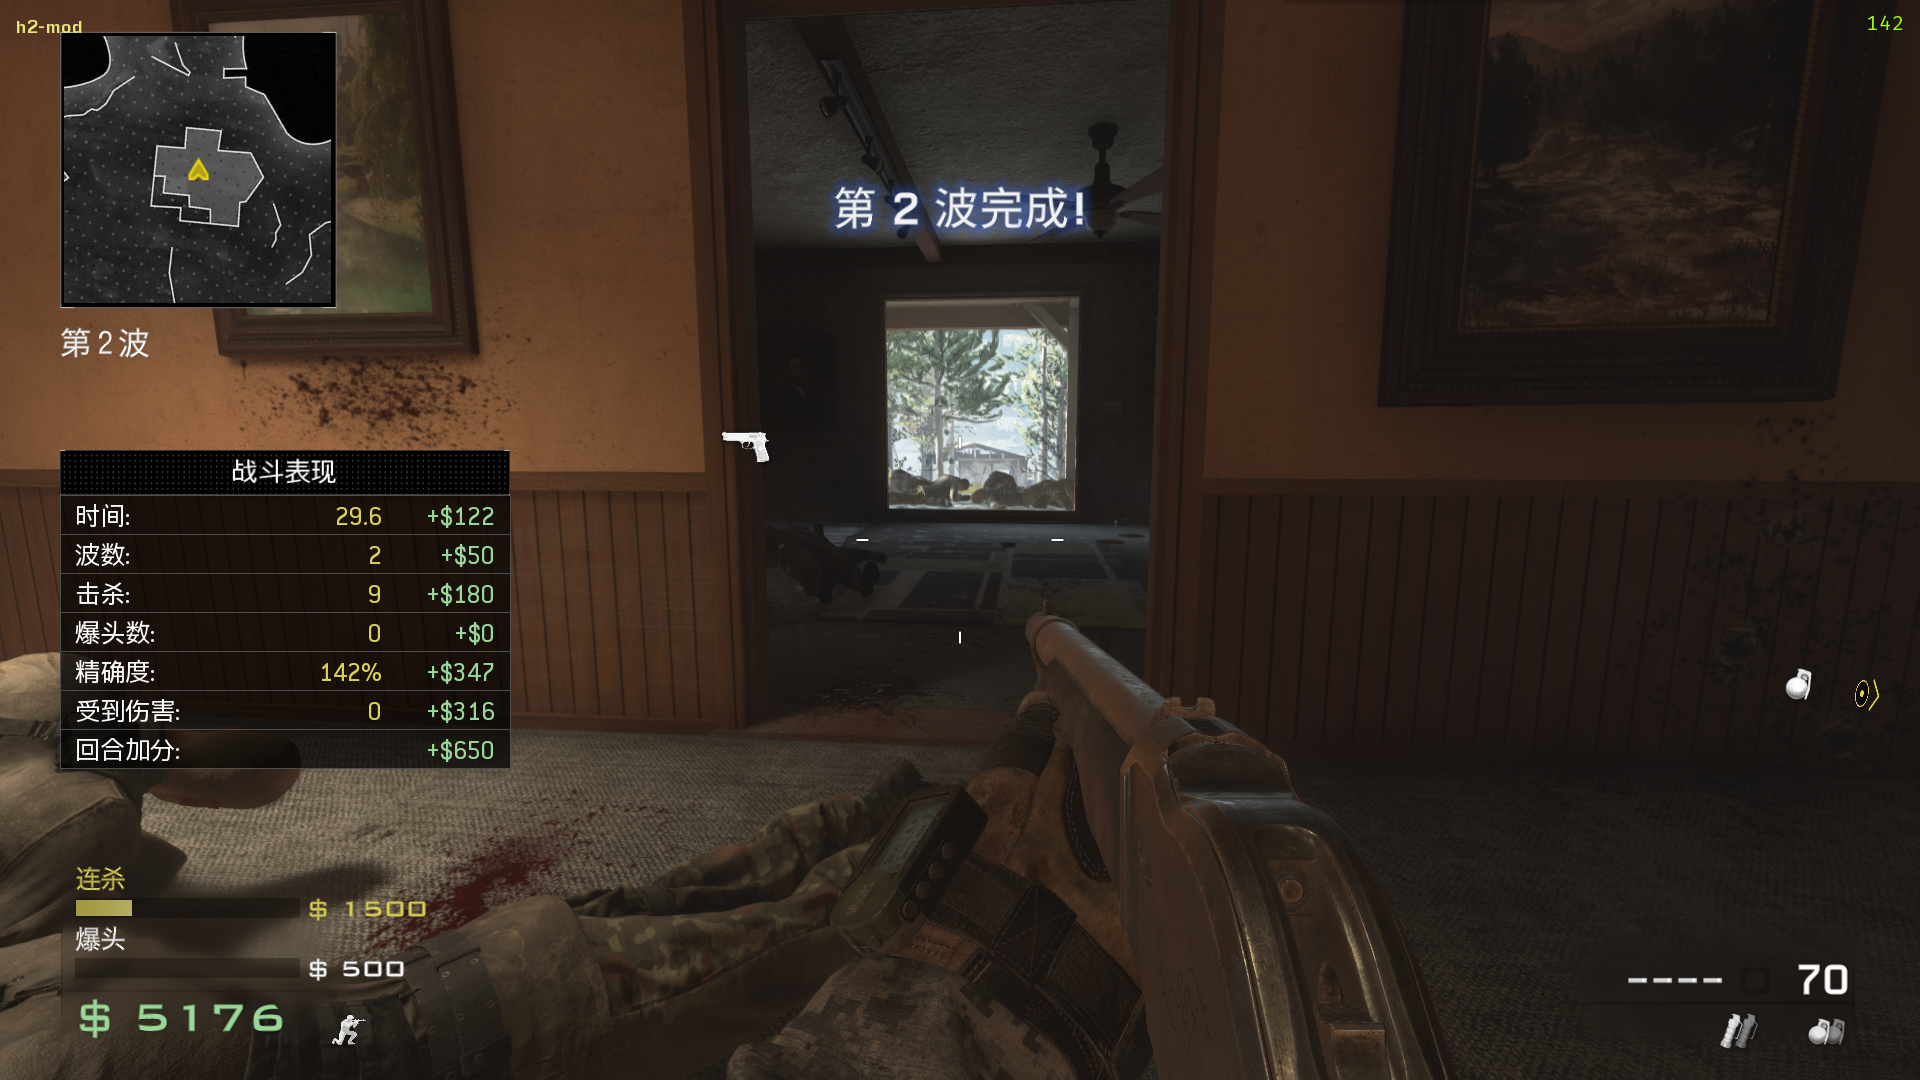 h2-mod
142
第 2 波完成!
第2波
战斗表现
时间: 29.6 +$122
波数: 2 +$50
击杀: 9 +$180
爆头数: 0 +$0
精确度: 142% +$347
受到伤害: 0 +$316
回合加分: +$650
连杀
$ 1500
爆头
$ 500
$ 5176
70